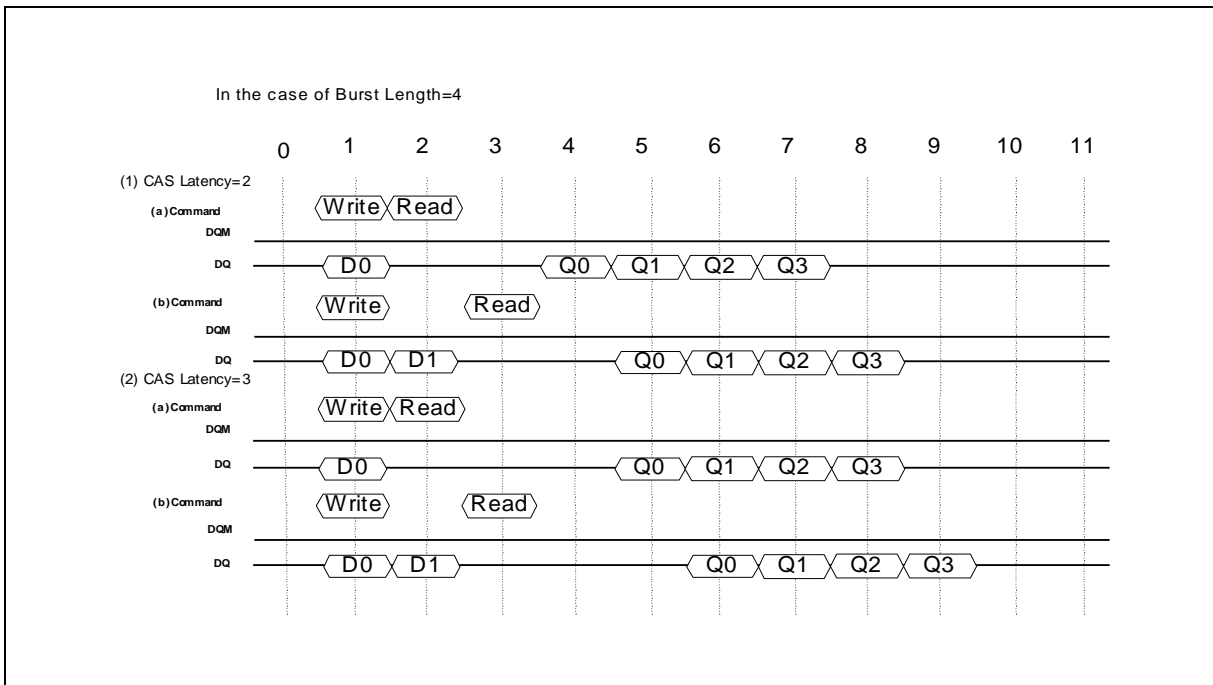 In the case of Burst Length=4
0 1 2 3 4 5 6 7 8 9 10 11
(1) CAS Latency=2
(a)Command Write Read
DQM
DQ D0 Q0 Q1 Q2 Q3
(b)Command Write Read
DQM
DQ D0 D1 Q0 Q1 Q2 Q3
(2) CAS Latency=3
(a)Command Write Read
DQM
DQ D0 Q0 Q1 Q2 Q3
(b)Command Write Read
DQM
DQ D0 D1 Q0 Q1 Q2 Q3